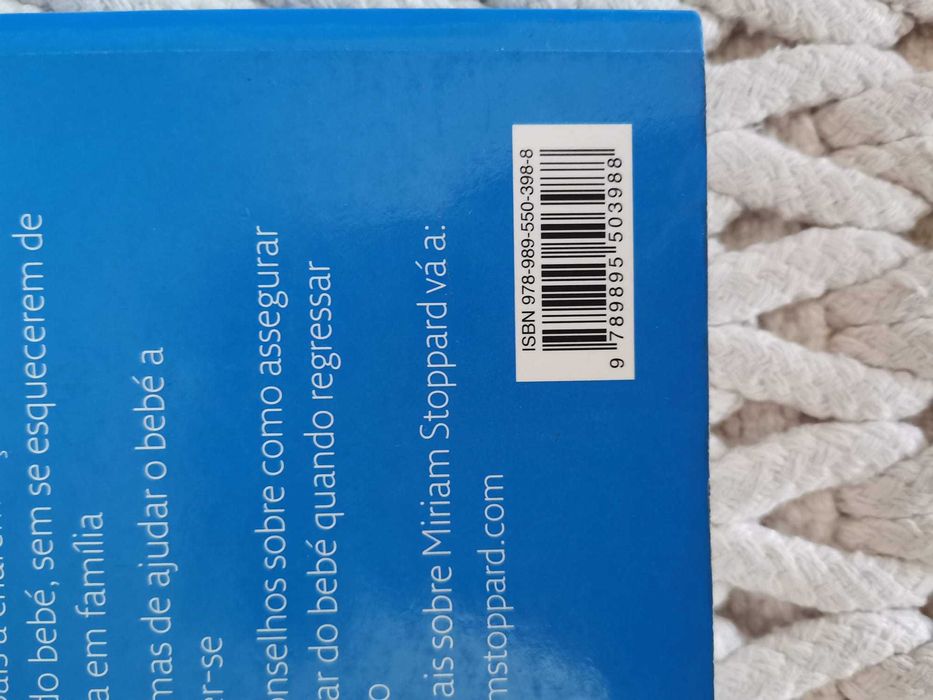 do bebé, sem se esquecerem de
a em família
mas de ajudar o bebé a
er-se
onselhos sobre como assegurar
ar do bebé quando regressar
o
ais sobre Miriam Stoppard vá a:
mstoppard.com
ISBN 978-989-550-398-8
9 789895 503988